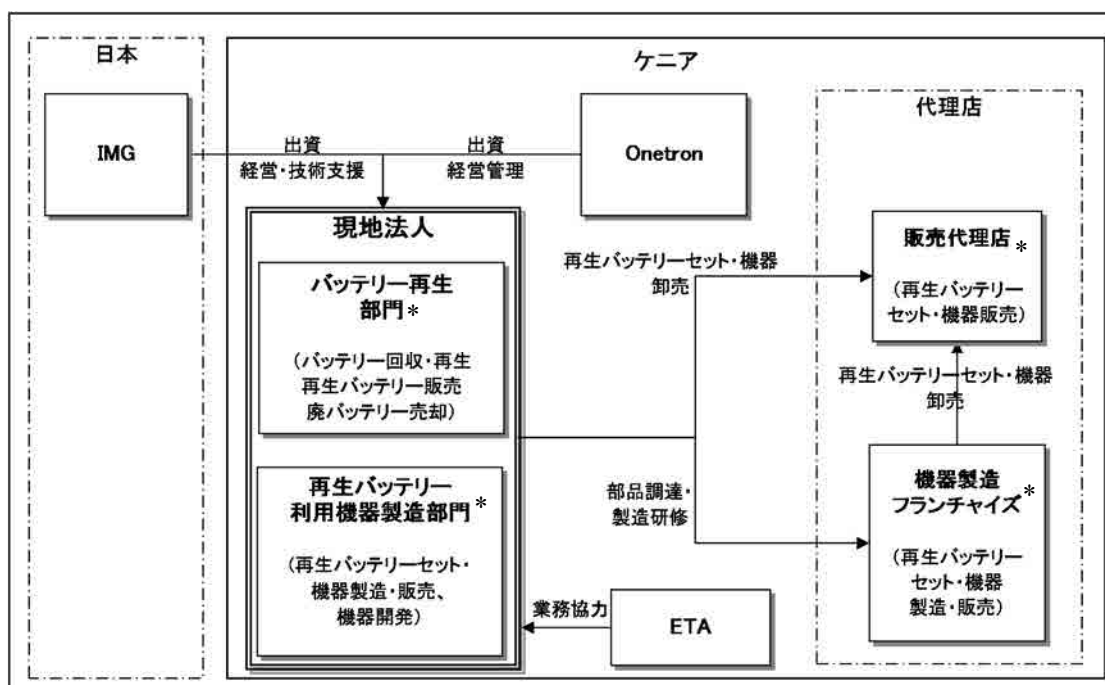 日本
ケニア
代理店
IMG
出資
経営・技術支援
出資
経営管理
Onetron
現地法人
バッテリー再生
部門*
(バッテリー回収・再生
再生バッテリー販売
廃バッテリー売却)
再生バッテリー
利用機器製造部門*
(再生バッテリーセット・
機器製造・販売、
機器開発)
再生バッテリーセット・機器
卸売
部品調達・
製造研修
業務協力
ETA
販売代理店*
(再生バッテリー
セット・機器販売)
再生バッテリーセット・機器
卸売
機器製造
フランチャイズ*
(再生バッテリー
セット・機器
製造・販売)